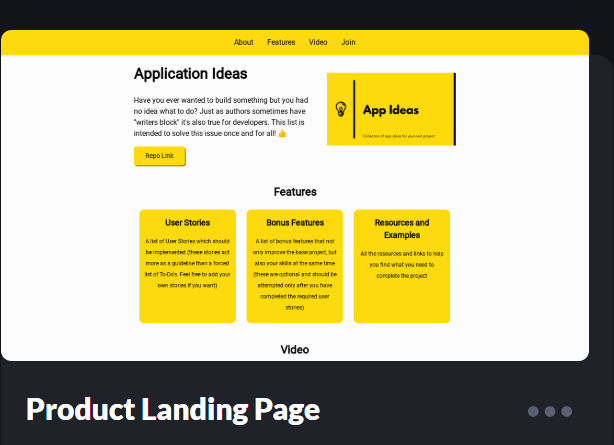 About Features Video Join
Application Ideas
Have you ever wanted to build something but you had
no idea what to do? Just as authors sometimes have
"writers block" it's also true for developers. This list is
intended to solve this issue once and for all! 👍
Repo Link
App Ideas
Collection of app ideas for your next project
Features
User Stories
A list of User Stories which should
be implemented (these stories act
more as a guideline than a forced
list of To-Do's. Feel free to add your
own stories if you want)
Bonus Features
A list of bonus features that not
only improve the base project, but
also your skills at the same time
(these are optional and should be
attempted only after you have
completed the required user
stories)
Resources and
Examples
All the resources and links to help
you find what you need to
complete the project
Video
Product Landing Page